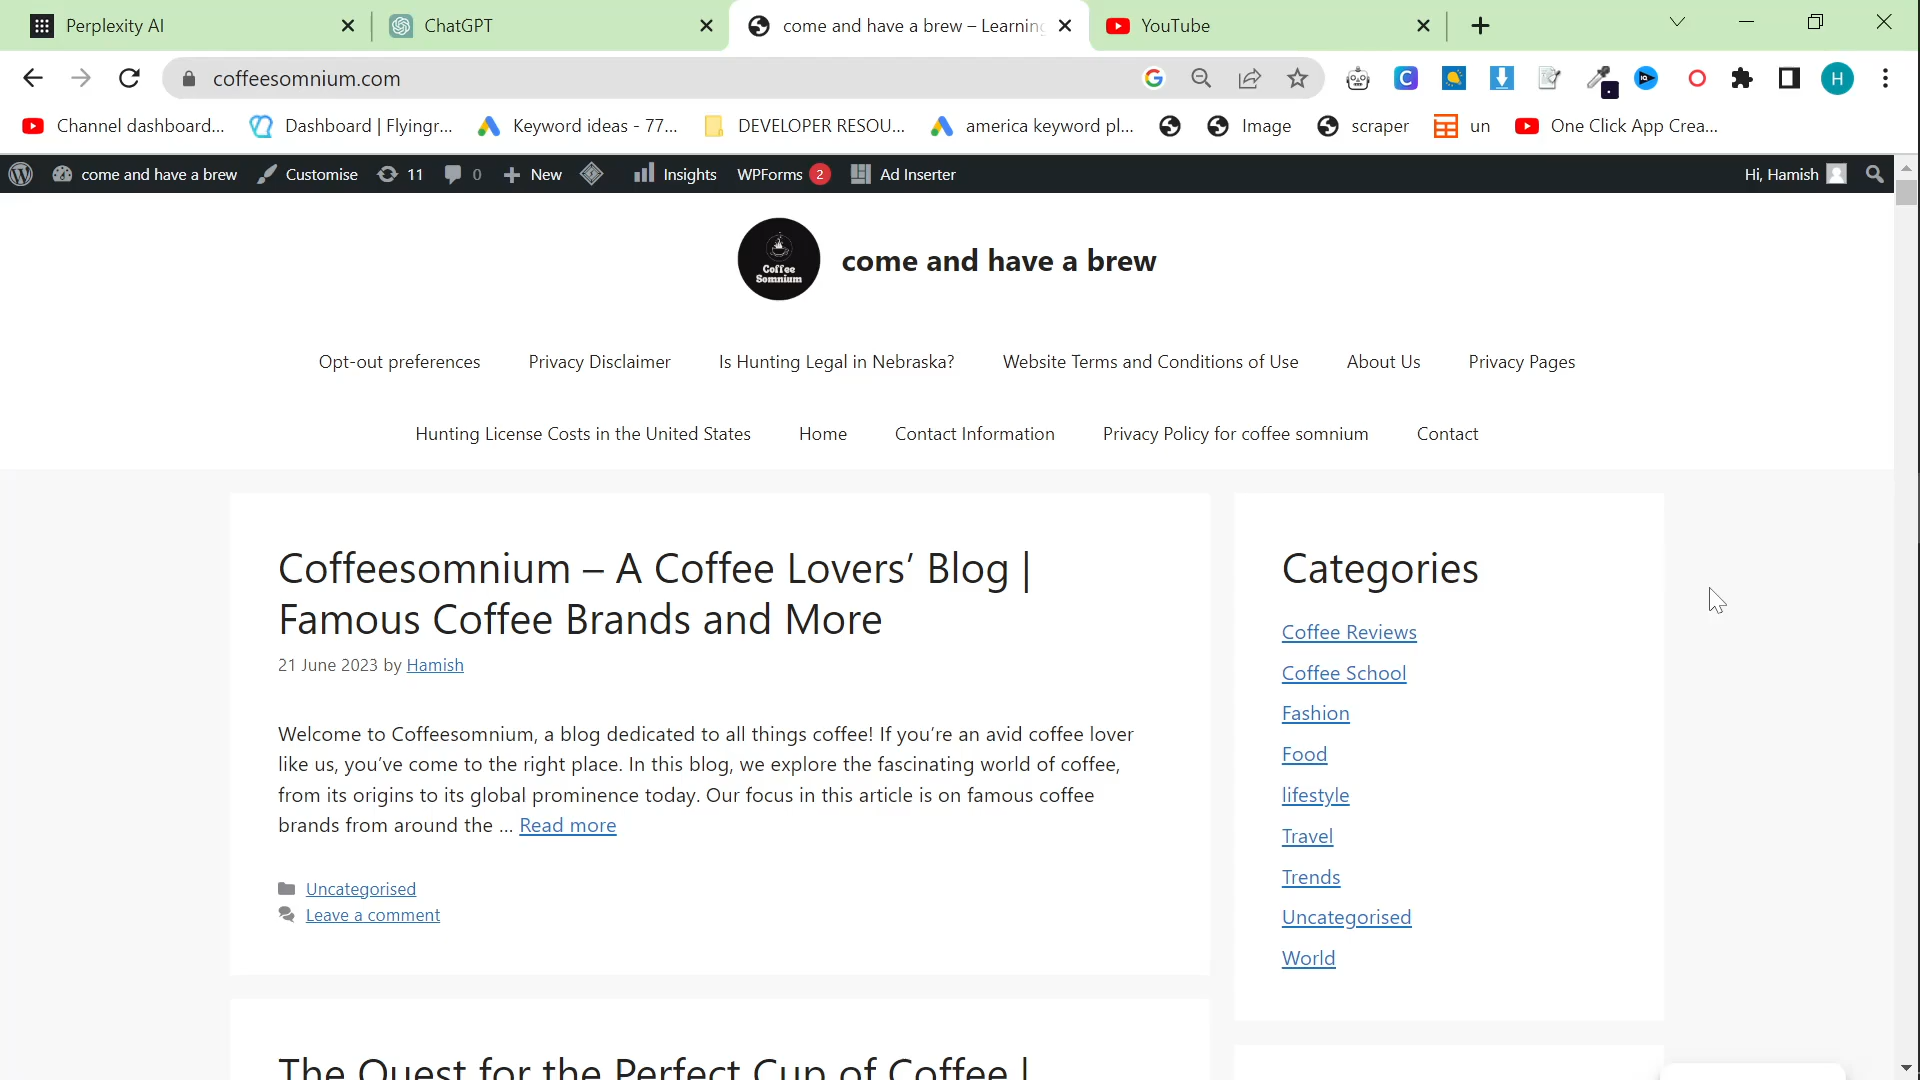 Perplexity AI
ChatGPT
come and have a brew – Learning
YouTube
coffeesomnium.com
Channel dashboard...
Dashboard | Flyingr...
Keyword ideas - 77...
DEVELOPER RESOU...
america keyword pl...
Image
scraper
un
One Click App Crea...
come and have a brew
Customise
11
0
New
Insights
WPForms 2
Ad Inserter
Hi, Hamish
Coffee
Somnium
come and have a brew
Opt-out preferences
Privacy Disclaimer
Is Hunting Legal in Nebraska?
Website Terms and Conditions of Use
About Us
Privacy Pages
Hunting License Costs in the United States
Home
Contact Information
Privacy Policy for coffee somnium
Contact
Coffeesomnium – A Coffee Lovers’ Blog |
Famous Coffee Brands and More
21 June 2023 by Hamish
Welcome to Coffeesomnium, a blog dedicated to all things coffee! If you’re an avid coffee lover
like us, you’ve come to the right place. In this blog, we explore the fascinating world of coffee,
from its origins to its global prominence today. Our focus in this article is on famous coffee
brands from around the ... Read more
Uncategorised
Leave a comment
Categories
Coffee Reviews
Coffee School
Fashion
Food
lifestyle
Travel
Trends
Uncategorised
World
The Quest for the Perfect Cup of Coffee |